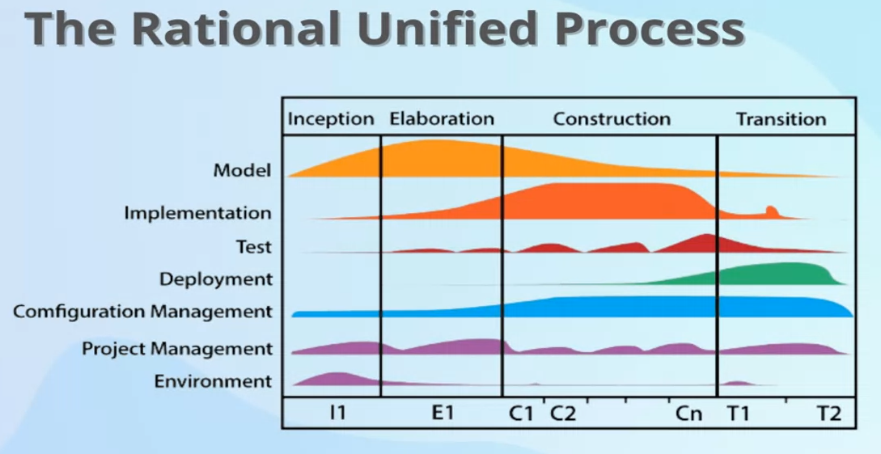 The Rational Unified Process
Inception Elaboration Construction Transition
Model
Implementation
Test
Deployment
Comfiguration Management
Project Management
Environment
I1 E1 C1 C2 Cn T1 T2